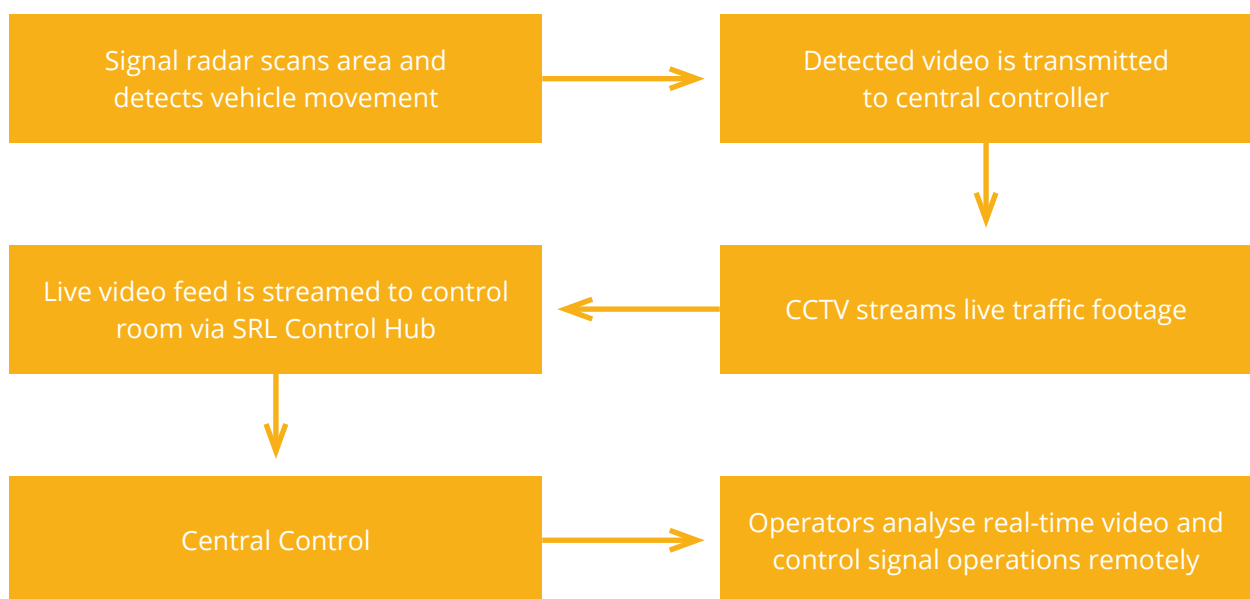 Signal radar scans area and
detects vehicle movement
Detected video is transmitted
to central controller
CCTV streams live traffic footage
Live video feed is streamed to control
room via SRL Control Hub
Central Control
Operators analyse real-time video and
control signal operations remotely